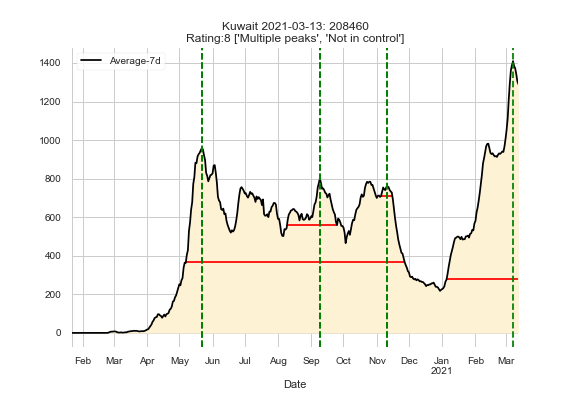 Kuwait 2021-03-13: 208460
Rating:8 ['Multiple peaks', 'Not in control']
Average-7d
1400
1200
1000
800
600
400
200
0
Feb Mar Apr May Jun Jul Aug Sep Oct Nov Dec Jan Feb Mar
2021
Date